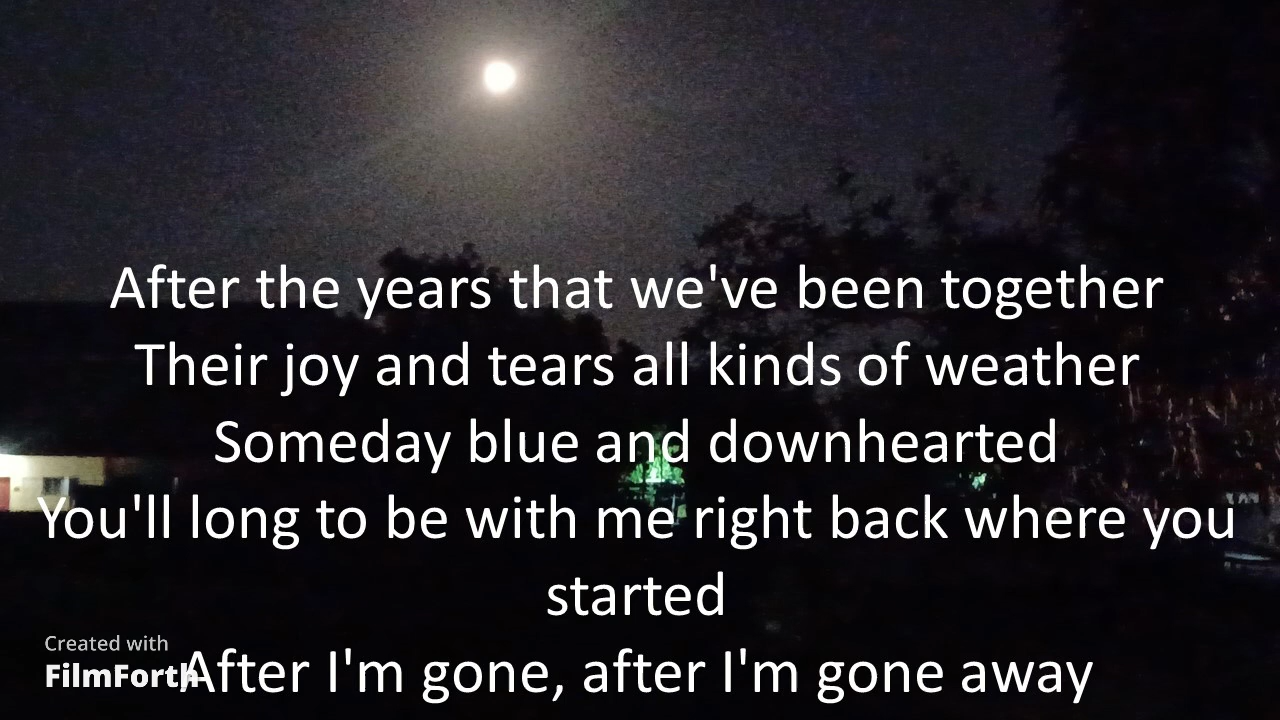 After the years that we've been together
Their joy and tears all kinds of weather
Someday blue and downhearted
You'll long to be with me right back where you
started
After I'm gone, after I'm gone away
Created with
FilmForth